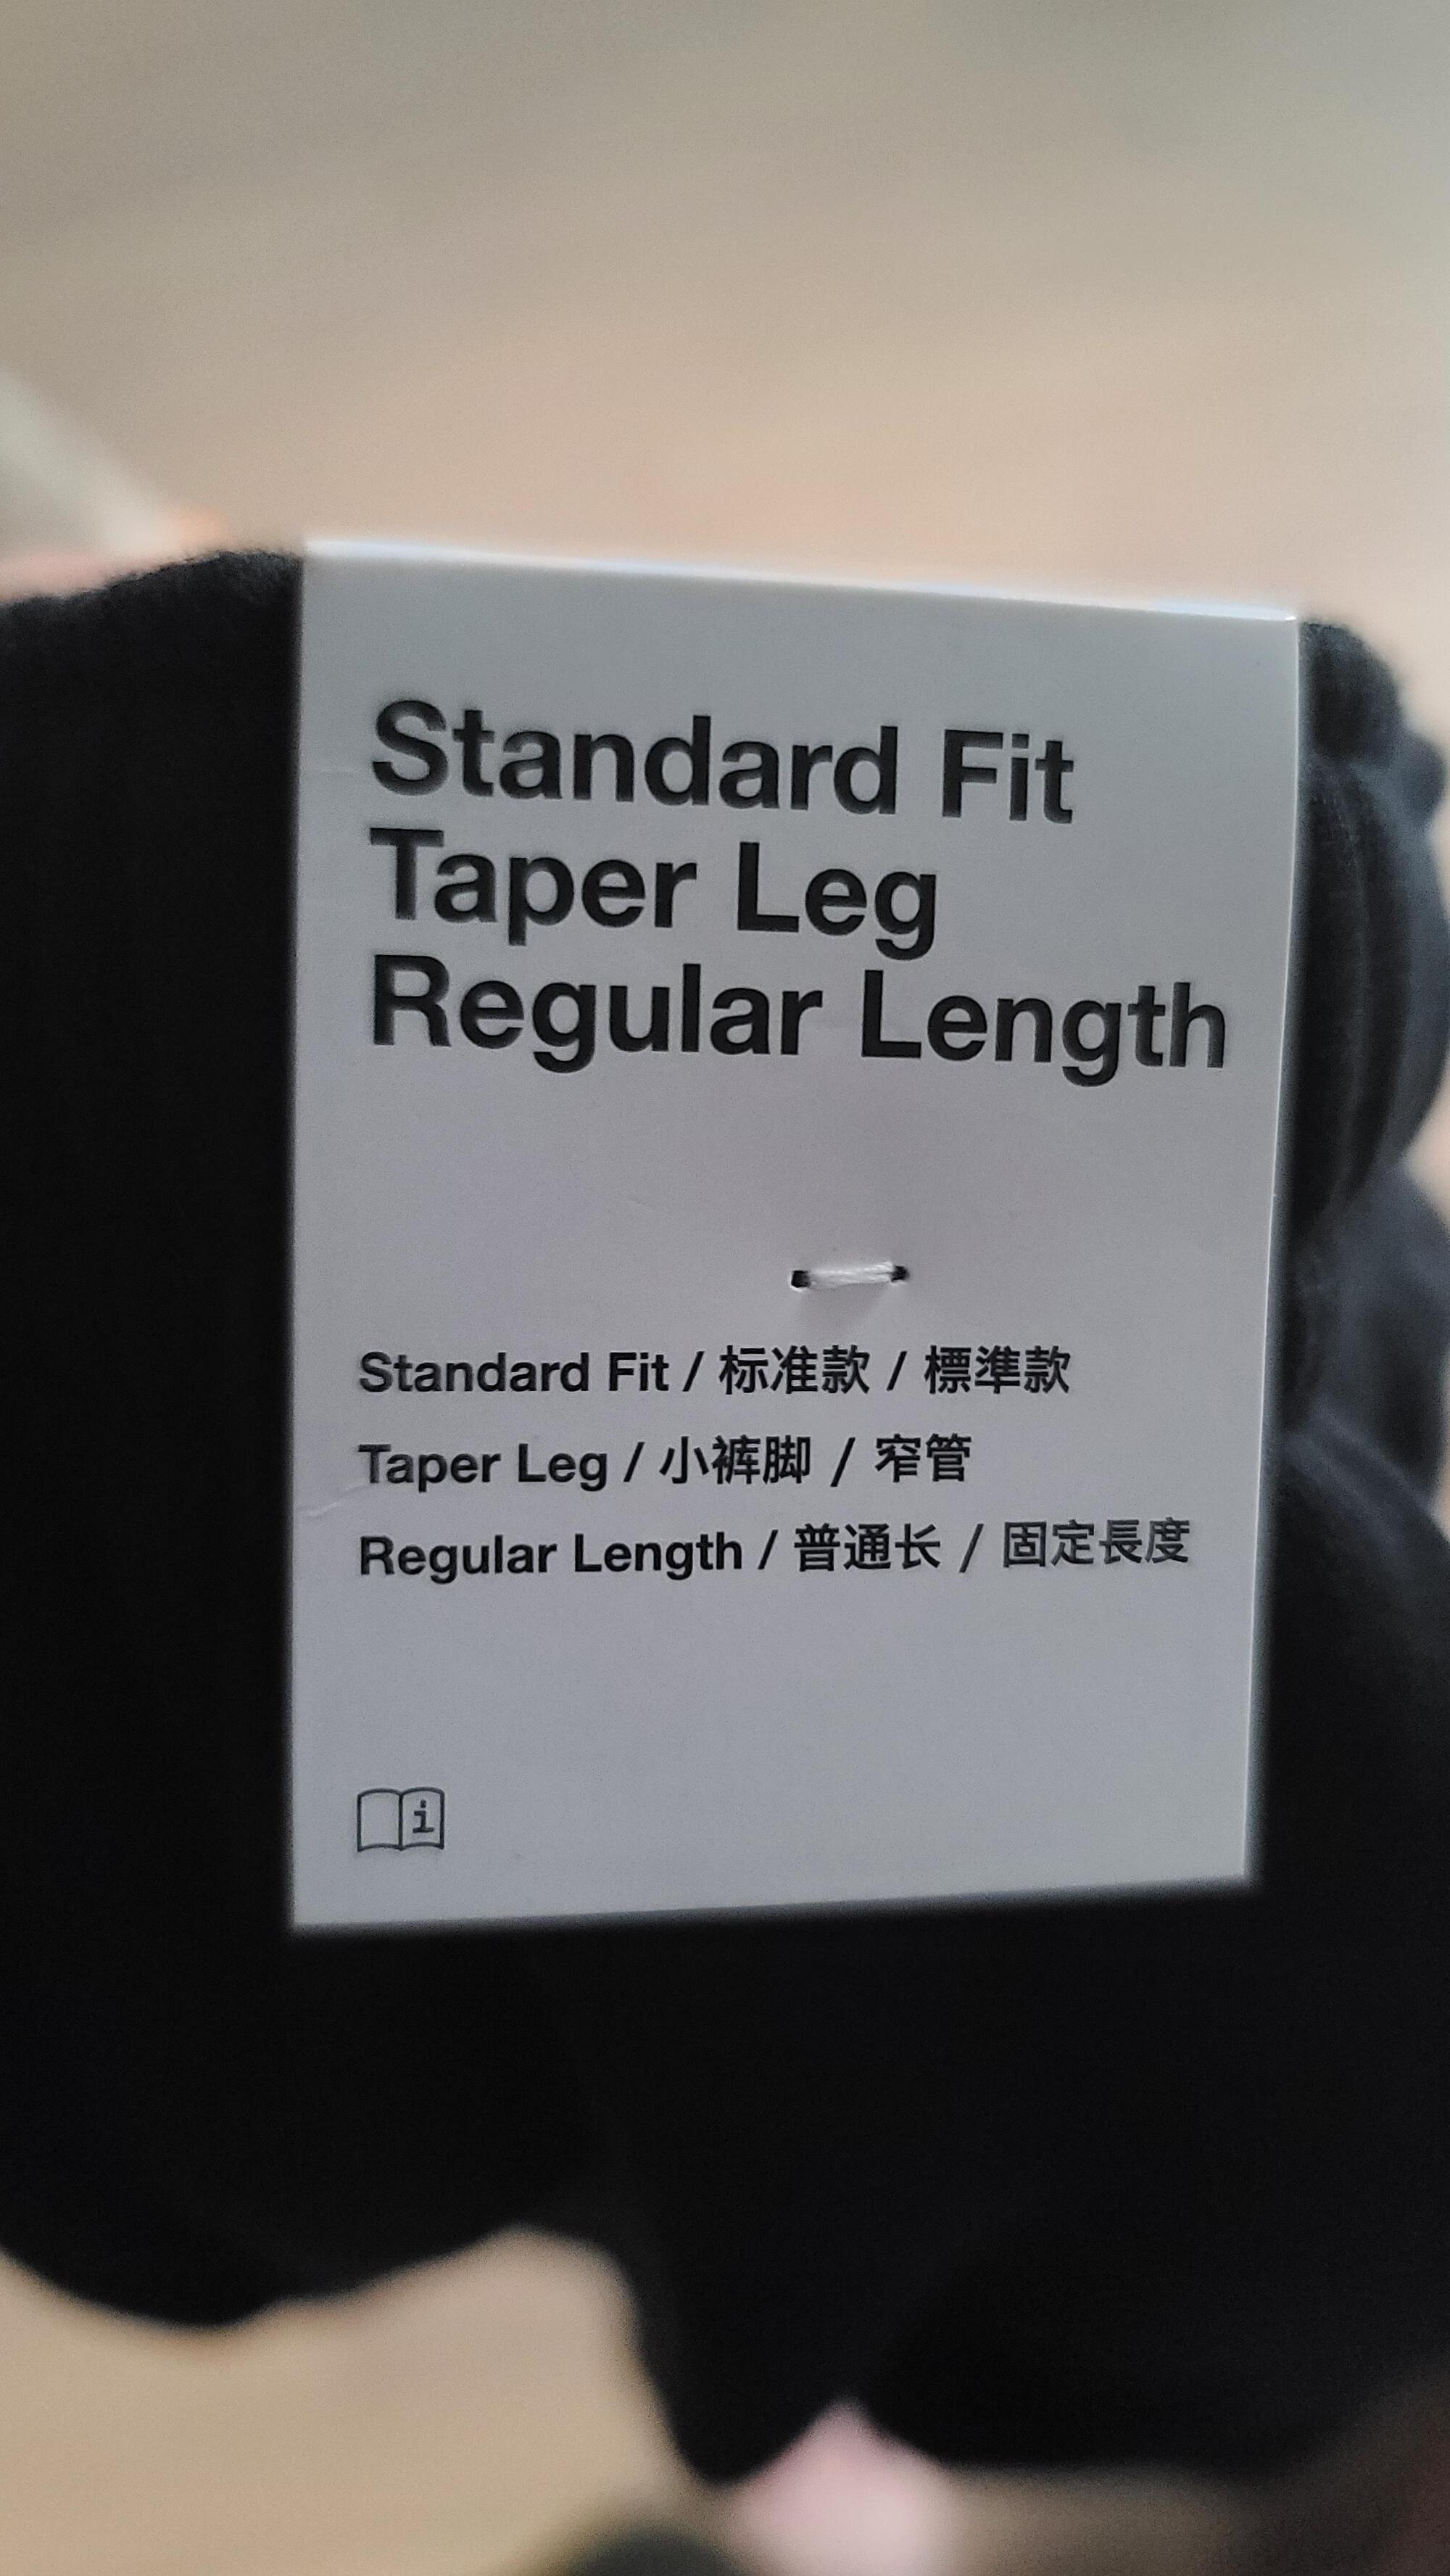 Standard Fit
Taper Leg
Regular Length
Standard Fit / 标准款 / 標準款
Taper Leg / 小裤脚 / 窄管
Regular Length / 普通长 / 固定長度
i